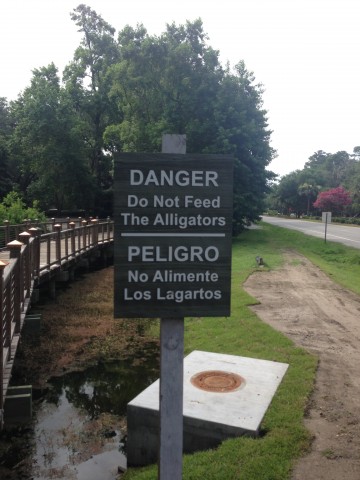 DANGER
Do Not Feed
The Alligators
PELIGRO
No Alimente
Los Lagartos